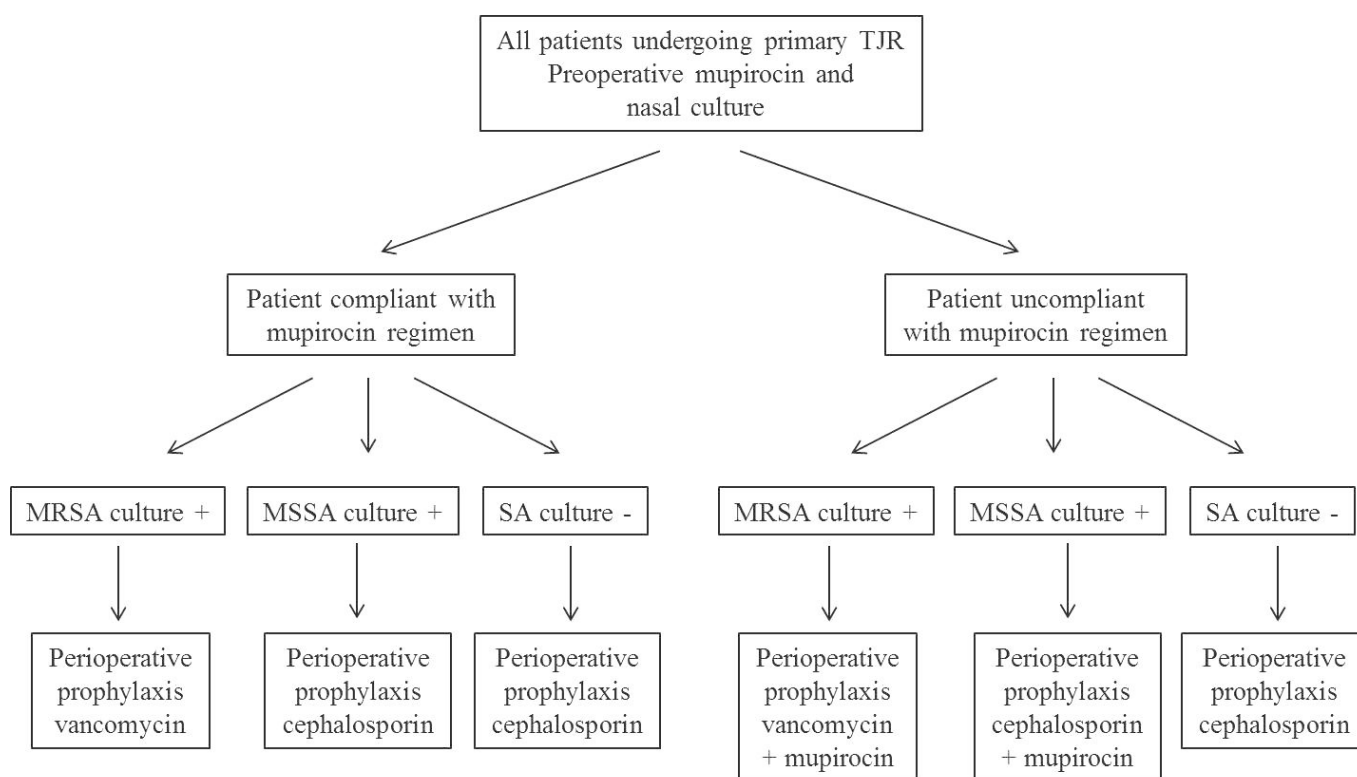 All patients undergoing primary TJR
Preoperative mupirocin and
nasal culture
Patient compliant with
mupirocin regimen
Patient uncompliant
with mupirocin regimen
MRSA culture +
MSSA culture +
SA culture -
MRSA culture +
MSSA culture +
SA culture -
Perioperative
prophylaxis
vancomycin
Perioperative
prophylaxis
cephalosporin
Perioperative
prophylaxis
cephalosporin
Perioperative
prophylaxis
vancomycin
+ mupirocin
Perioperative
prophylaxis
cephalosporin
+ mupirocin
Perioperative
prophylaxis
cephalosporin